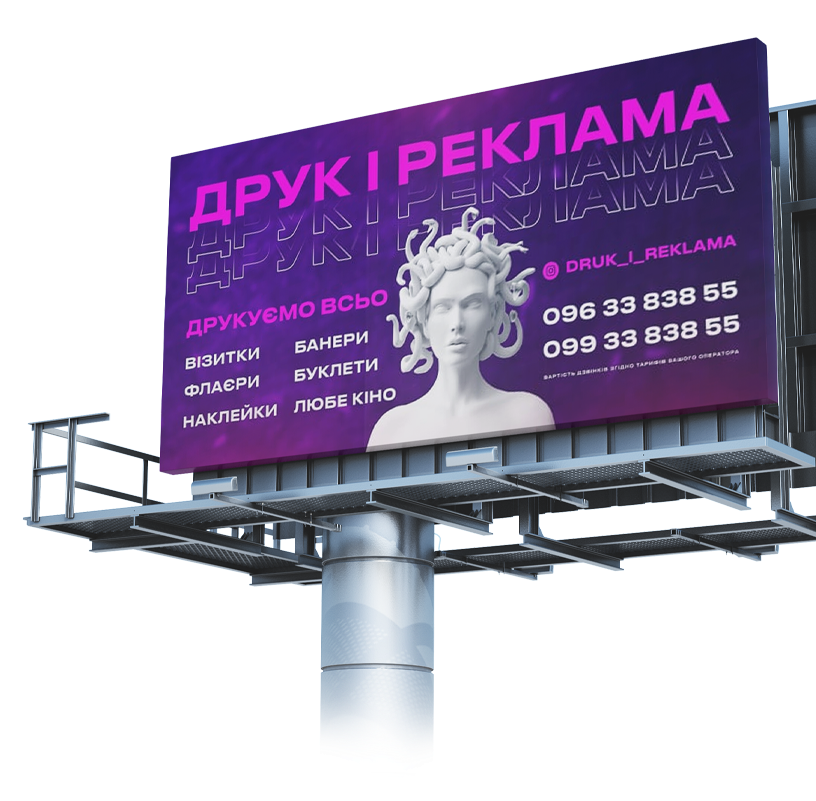 ДРУК І РЕКЛАМА
ДРУК І РЕКЛАМА
ДРУК І РЕКЛАМА
ДРУКУЄМО ВСЬО
ВІЗИТКИ
ФЛАЄРИ
НАКЛЕЙКИ
БАНЕРИ
БУКЛЕТИ
ЛЮБЕ КІНО
DRUK_I_REKLAMA
096 33 838 55
099 33 838 55
ВАРТІСТЬ ДЗВІНКІВ ЗГІДНО ТАРИФІВ ВАШОГО ОПЕРАТОРА